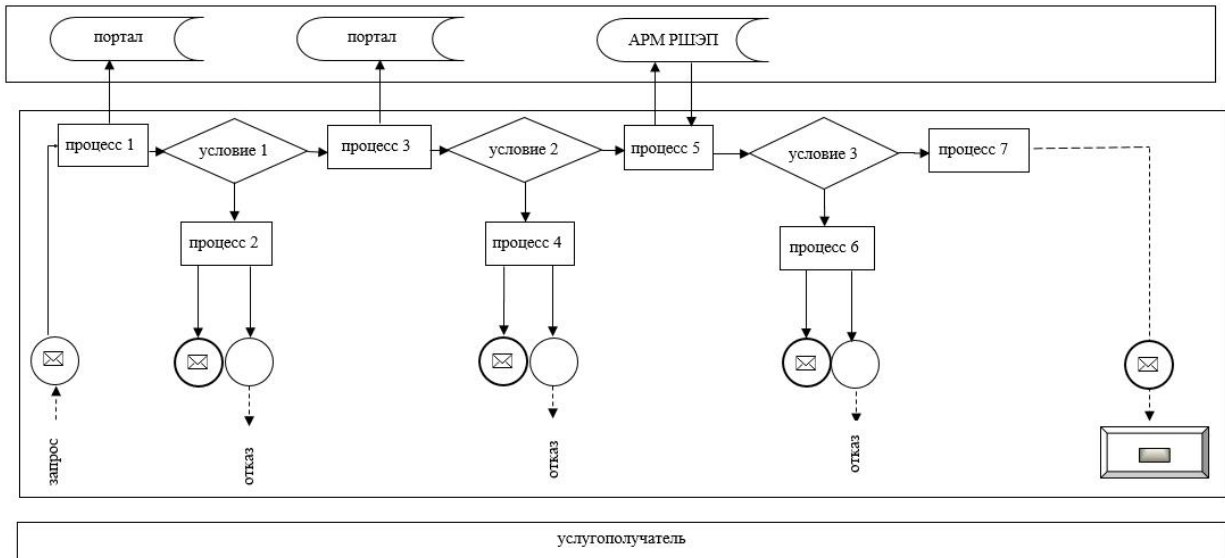 портал
портал
АРМ РШЭП
процесс 1
условие 1
процесс 3
условие 2
процесс 5
условие 3
процесс 7
процесс 2
процесс 4
процесс 6
запрос
отказ
отказ
отказ
услугополучатель